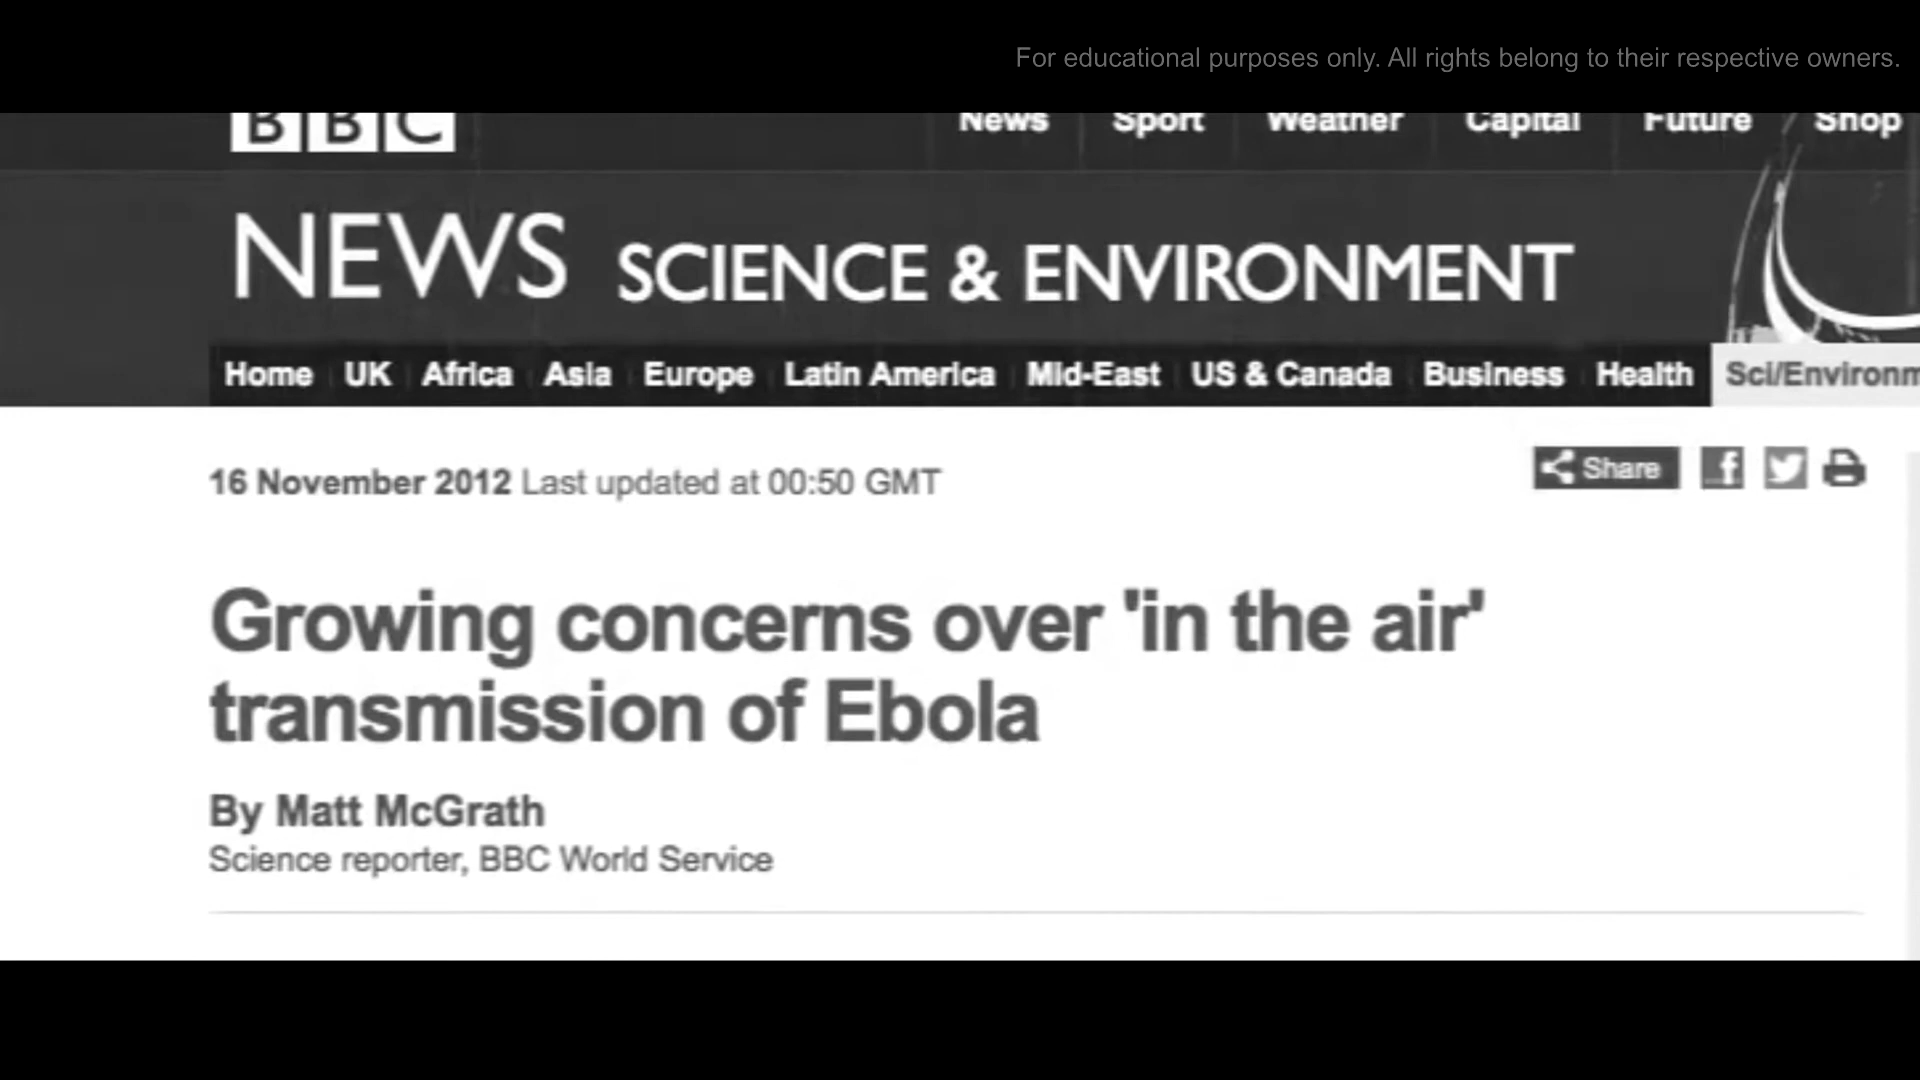 For educational purposes only. All rights belong to their respective owners.
BBC News Sport Weather Capital Future Shop
NEWS SCIENCE & ENVIRONMENT
Home UK Africa Asia Europe Latin America Mid-East US & Canada Business Health Sci/Environm
16 November 2012 Last updated at 00:50 GMT Share
Growing concerns over 'in the air'
transmission of Ebola
By Matt McGrath
Science reporter, BBC World Service